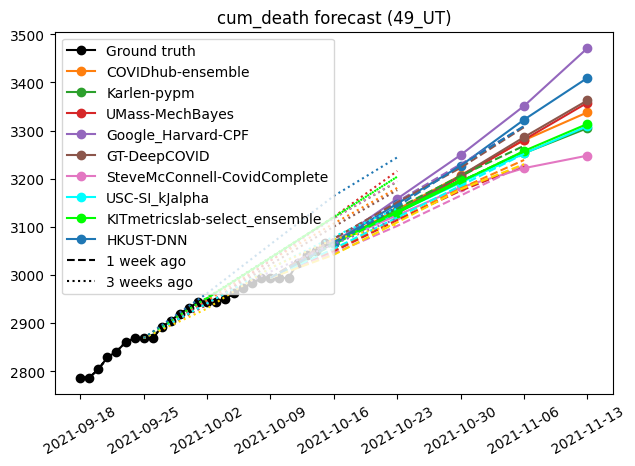 cum_death forecast (49_UT)
3500
3400
3300
3200
3100
3000
2900
2800
Ground truth
COVIDhub-ensemble
Karlen-pypm
UMass-MechBayes
Google_Harvard-CPF
GT-DeepCOVID
SteveMcConnell-CovidComplete
USC-SI_kJalpha
KITmetricslab-select_ensemble
HKUST-DNN
1 week ago
3 weeks ago
2021-09-18
2021-09-25
2021-10-02
2021-10-09
2021-10-16
2021-10-23
2021-10-30
2021-11-06
2021-11-13